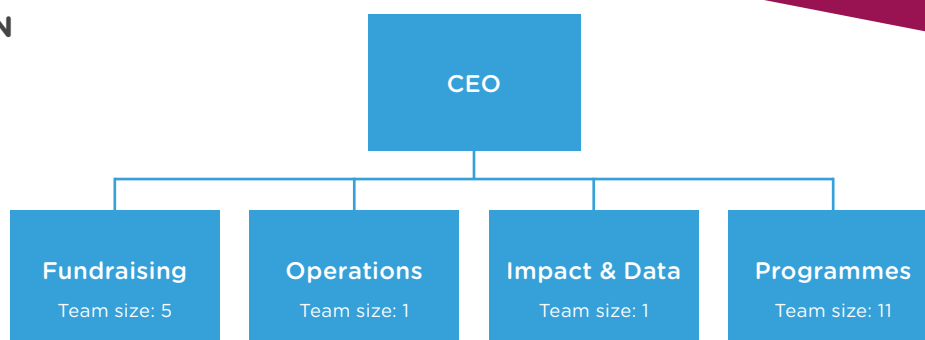 N
CEO
Fundraising
Team size: 5
Operations
Team size: 1
Impact & Data
Team size: 1
Programmes
Team size: 11